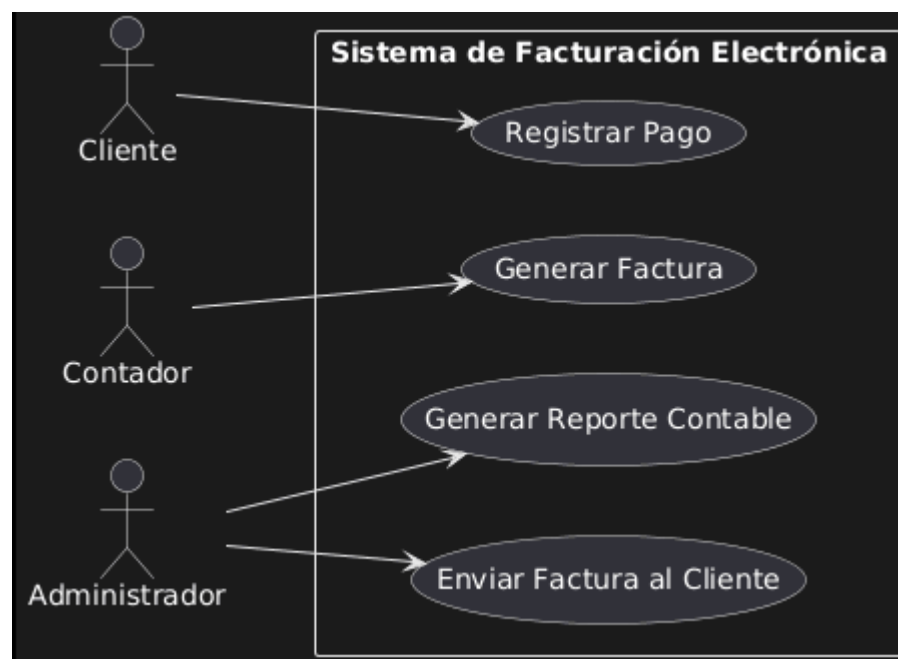 Sistema de Facturación Electrónica
Cliente
Registrar Pago
Contador
Generar Factura
Administrador
Generar Reporte Contable
Enviar Factura al Cliente